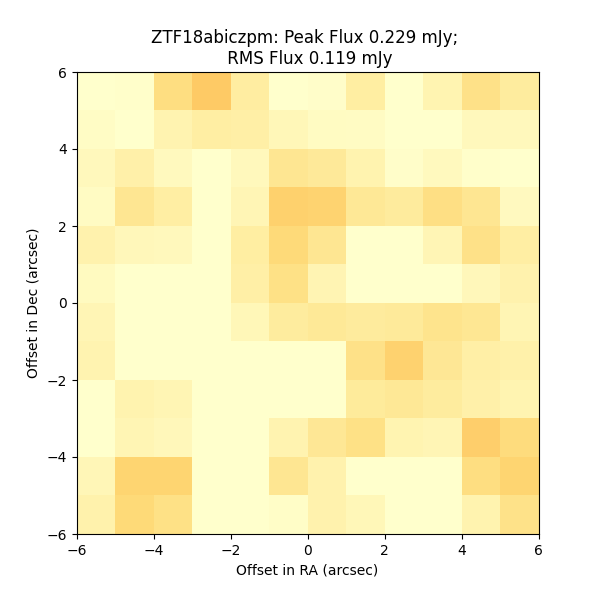 ZTF18abiczpm: Peak Flux 0.229 mJy;
RMS Flux 0.119 mJy
6
4
2
0
−2
−4
−6
Offset in Dec (arcsec)
−6 −4 −2 0 2 4 6
Offset in RA (arcsec)